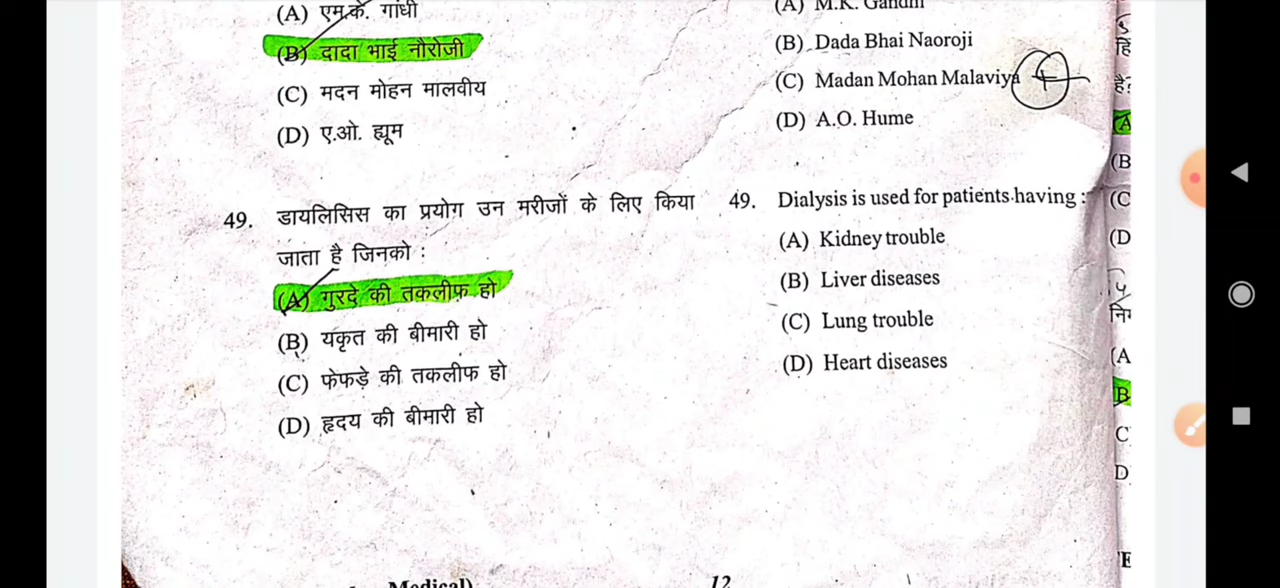 (A) एम.के. गांधी
(B) दादा भाई नौरोजी
(C) मदन मोहन मालवीय
(D) ए.ओ. ह्यूम
(A) M.K. Gandhi
(B) Dada Bhai Naoroji
(C) Madan Mohan Malaviya
(D) A.O. Hume
49. डायलिसिस का प्रयोग उन मरीजों के लिए किया
जाता है जिनको :
(A) गुरदे की तकलीफ हो
(B) यकृत की बीमारी हो
(C) फेफड़े की तकलीफ हो
(D) हृदय की बीमारी हो
49. Dialysis is used for patients having :
(A) Kidney trouble
(B) Liver diseases
(C) Lung trouble
(D) Heart diseases
Medical)
12
हिं
है?
(A
(B
(C
(D
(A
B
C
D